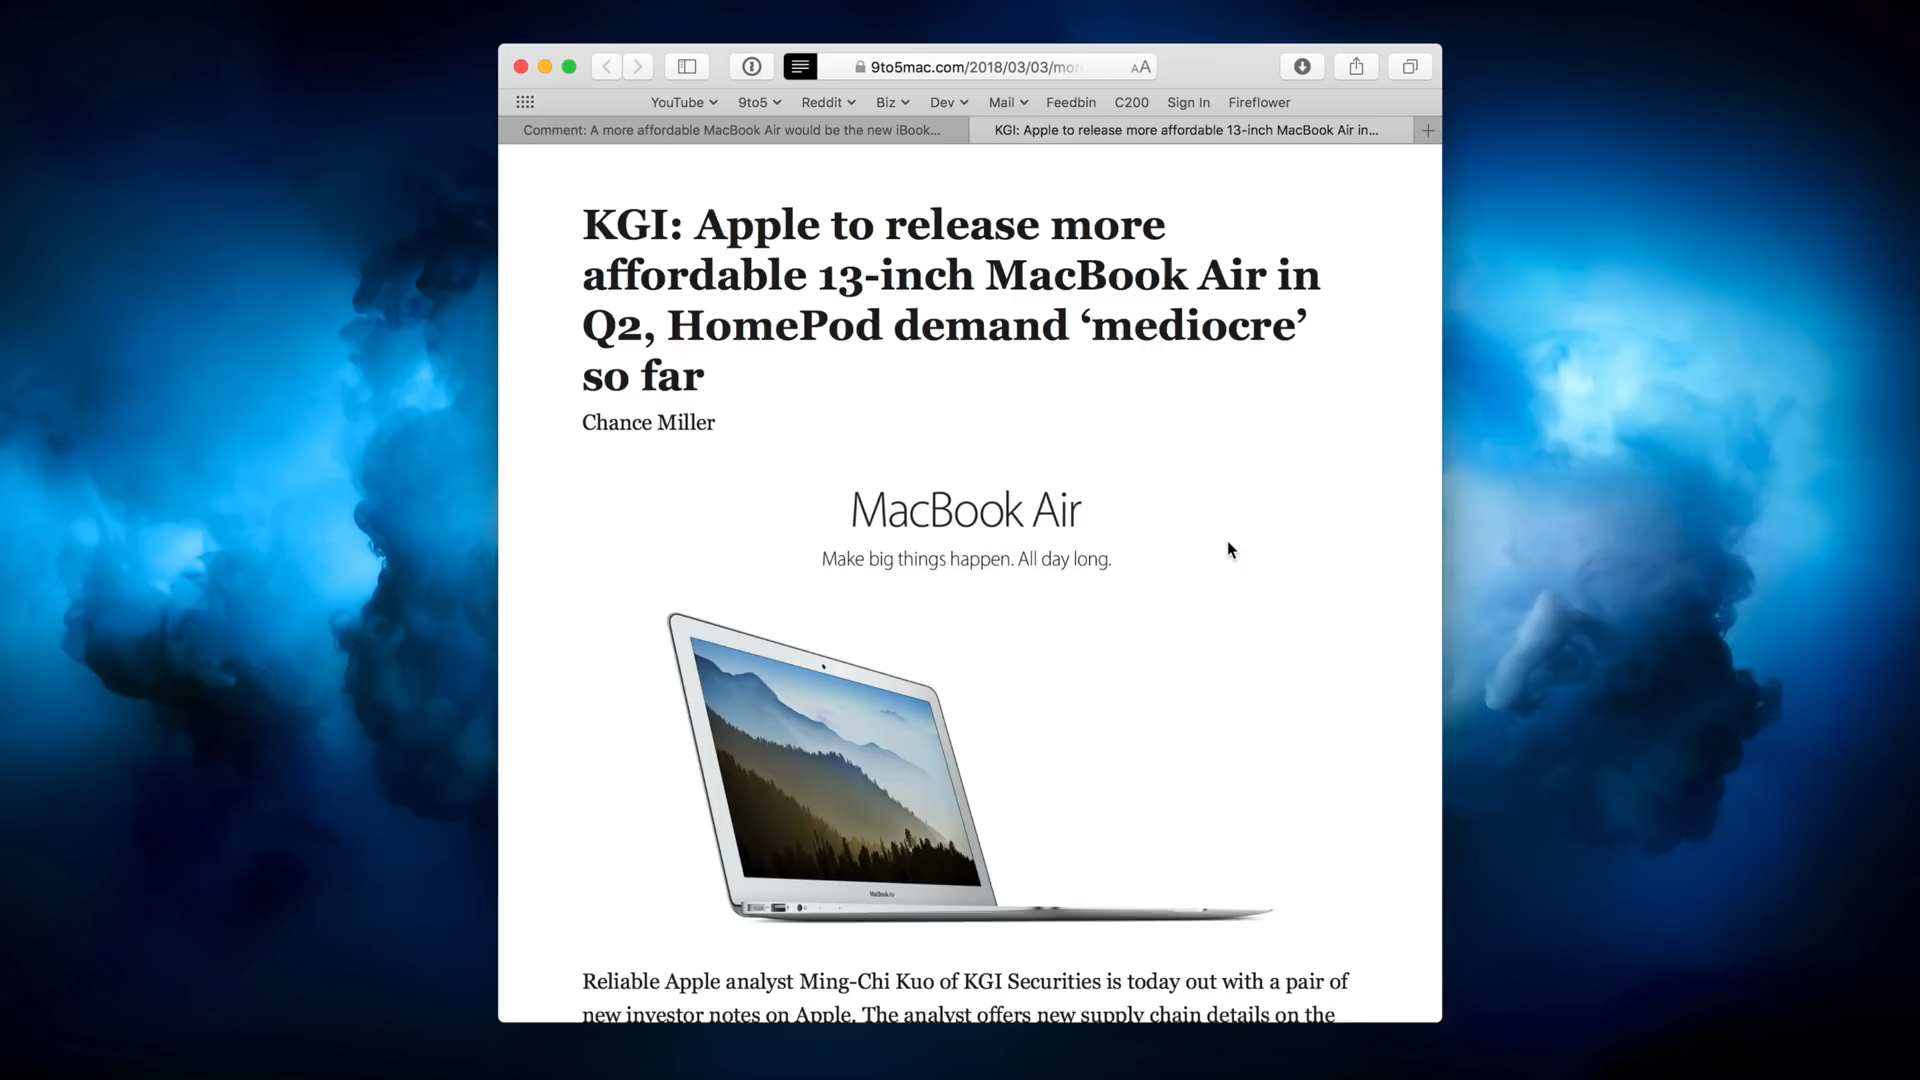 9to5mac.com/2018/03/03/mor
AA
YouTube
9to5
Reddit
Biz
Dev
Mail
Feedbin
C200
Sign In
Fireflower
Comment: A more affordable MacBook Air would be the new iBook...
KGI: Apple to release more affordable 13-inch MacBook Air in...
KGI: Apple to release more
affordable 13-inch MacBook Air in
Q2, HomePod demand ‘mediocre’
so far
Chance Miller
MacBook Air
Make big things happen. All day long.
MacBook Air
Reliable Apple analyst Ming-Chi Kuo of KGI Securities is today out with a pair of
new investor notes on Apple. The analyst offers new supply chain details on the